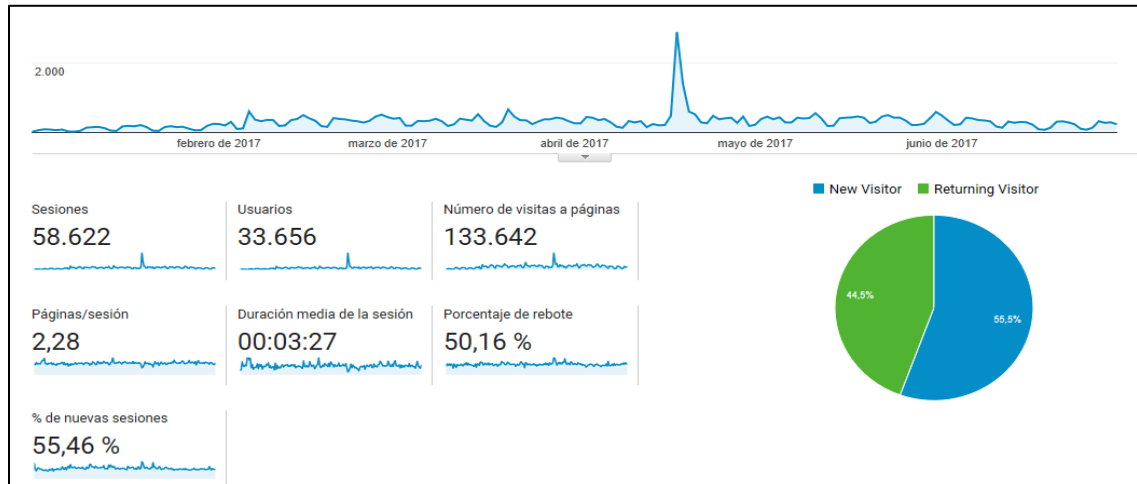 2.000
febrero de 2017 marzo de 2017 abril de 2017 mayo de 2017 junio de 2017
New Visitor Returning Visitor
Sesiones Usuarios Número de visitas a páginas
58.622 33.656 133.642
Páginas/sesión Duración media de la sesión Porcentaje de rebote
2,28 00:03:27 50,16 %
% de nuevas sesiones
55,46 %
44,5%
55,5%